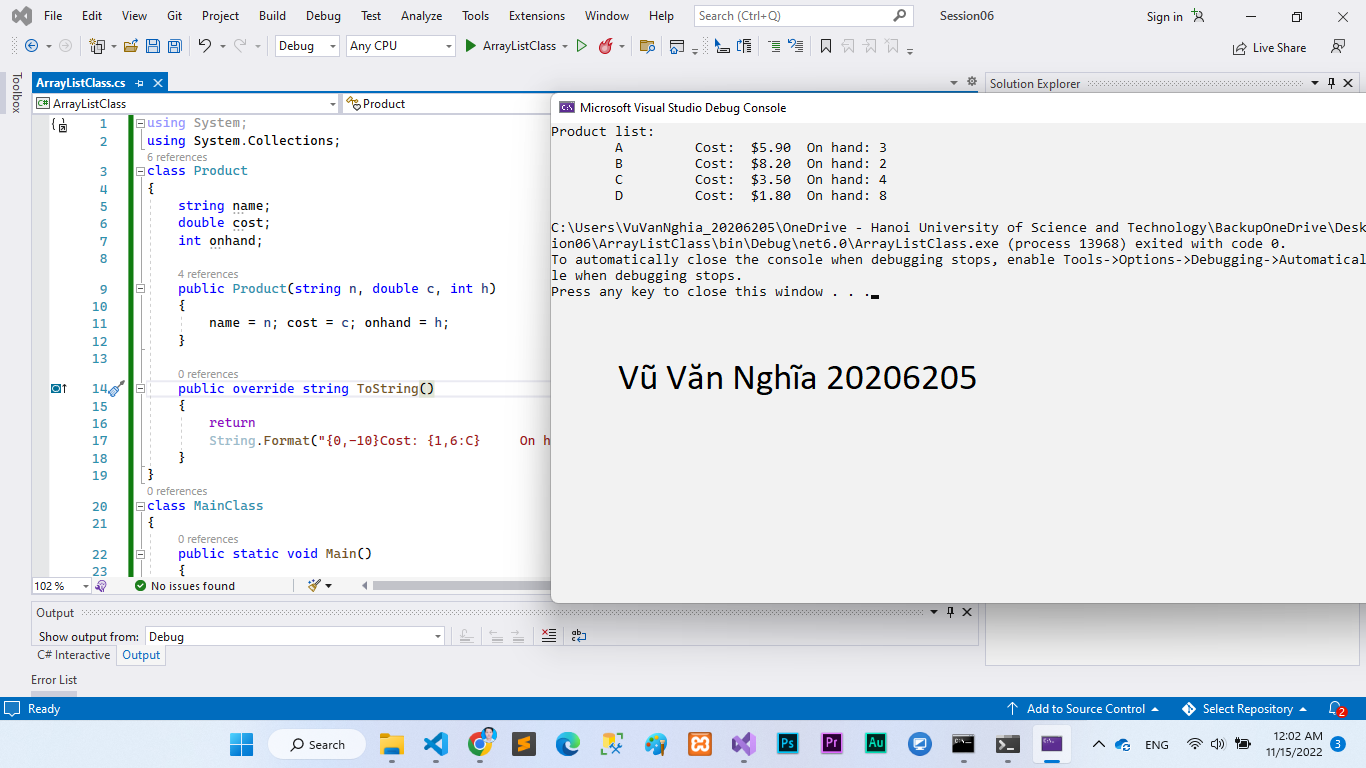 File Edit View Git Project Build Debug Test Analyze Tools Extensions Window Help Search (Ctrl+Q) Session06 Sign in
Debug Any CPU ArrayListClass Live Share
Toolbox
ArrayListClass.cs
Solution Explorer
C# ArrayListClass Product
1 using System;
2 using System.Collections;
6 references
3 class Product
4 {
5 string name;
6 double cost;
7 int onhand;
8
4 references
9 public Product(string n, double c, int h)
10 {
11 name = n; cost = c; onhand = h;
12 }
13
0 references
14 public override string ToString()
15 {
16 return
17 String.Format("{0,-10}Cost: {1,6:C} On h
18 }
19 }
0 references
20 class MainClass
21 {
0 references
22 public static void Main()
23 {
102 % No issues found
Microsoft Visual Studio Debug Console
Product list:
A Cost: $5.90 On hand: 3
B Cost: $8.20 On hand: 2
C Cost: $3.50 On hand: 4
D Cost: $1.80 On hand: 8
C:\Users\VuVanNghia_20206205\OneDrive - Hanoi University of Science and Technology\BackupOneDrive\Desk
ion06\ArrayListClass\bin\Debug\net6.0\ArrayListClass.exe (process 13968) exited with code 0.
To automatically close the console when debugging stops, enable Tools->Options->Debugging->Automatical
le when debugging stops.
Press any key to close this window . . .
Vũ Văn Nghĩa 20206205
Output
Show output from: Debug
C# Interactive Output
Error List
Ready Add to Source Control Select Repository 2
Search Ps Pr Au ENG 12:02 AM 3
11/15/2022